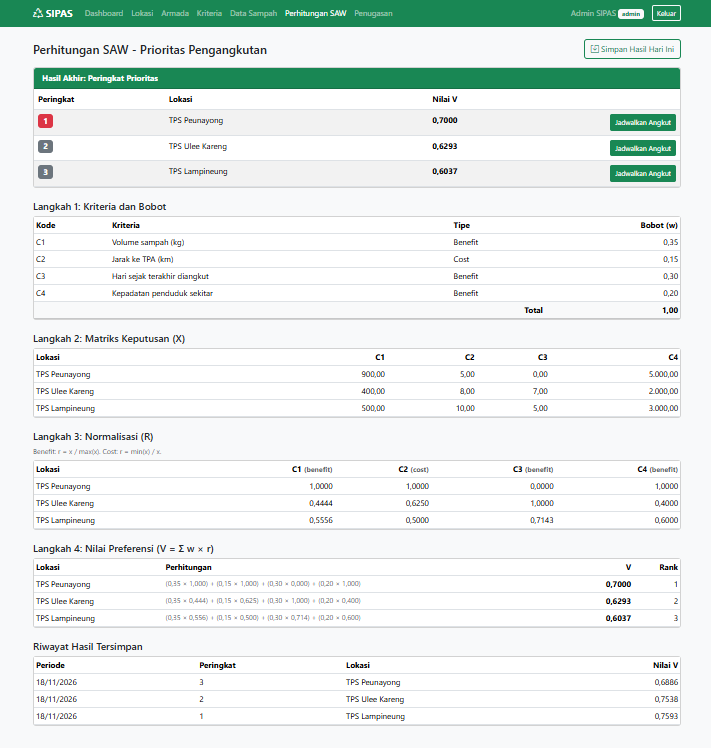 SIPAS Dashboard Lokasi Armada Kriteria Data Sampah Perhitungan SAW Penugasan Admin SIPAS admin Keluar
Perhitungan SAW - Prioritas Pengangkutan Simpan Hasil Hari Ini
Hasil Akhir: Peringkat Prioritas
Peringkat Lokasi Nilai V
1 TPS Peunayong 0,7000 Jadwalkan Angkut
2 TPS Ulee Kareng 0,6293 Jadwalkan Angkut
3 TPS Lampineung 0,6037 Jadwalkan Angkut
Langkah 1: Kriteria dan Bobot
Kode Kriteria Tipe Bobot (w)
C1 Volume sampah (kg) Benefit 0,35
C2 Jarak ke TPA (km) Cost 0,15
C3 Hari sejak terakhir diangkut Benefit 0,30
C4 Kepadatan penduduk sekitar Benefit 0,20
Total 1,00
Langkah 2: Matriks Keputusan (X)
Lokasi C1 C2 C3 C4
TPS Peunayong 900,00 5,00 0,00 5.000,00
TPS Ulee Kareng 400,00 8,00 7,00 2.000,00
TPS Lampineung 500,00 10,00 5,00 3.000,00
Langkah 3: Normalisasi (R)
Benefit: r = x / max(x). Cost: r = min(x) / x.
Lokasi C1 (benefit) C2 (cost) C3 (benefit) C4 (benefit)
TPS Peunayong 1,0000 1,0000 0,0000 1,0000
TPS Ulee Kareng 0,4444 0,6250 1,0000 0,4000
TPS Lampineung 0,5556 0,5000 0,7143 0,6000
Langkah 4: Nilai Preferensi (V = Σ w × r)
Lokasi Perhitungan V Rank
TPS Peunayong (0,35 × 1,000) + (0,15 × 1,000) + (0,30 × 0,000) + (0,20 × 1,000) 0,7000 1
TPS Ulee Kareng (0,35 × 0,444) + (0,15 × 0,625) + (0,30 × 1,000) + (0,20 × 0,400) 0,6293 2
TPS Lampineung (0,35 × 0,556) + (0,15 × 0,500) + (0,30 × 0,714) + (0,20 × 0,600) 0,6037 3
Riwayat Hasil Tersimpan
Periode Peringkat Lokasi Nilai V
18/11/2026 3 TPS Peunayong 0,6886
18/11/2026 2 TPS Ulee Kareng 0,7538
18/11/2026 1 TPS Lampineung 0,7593